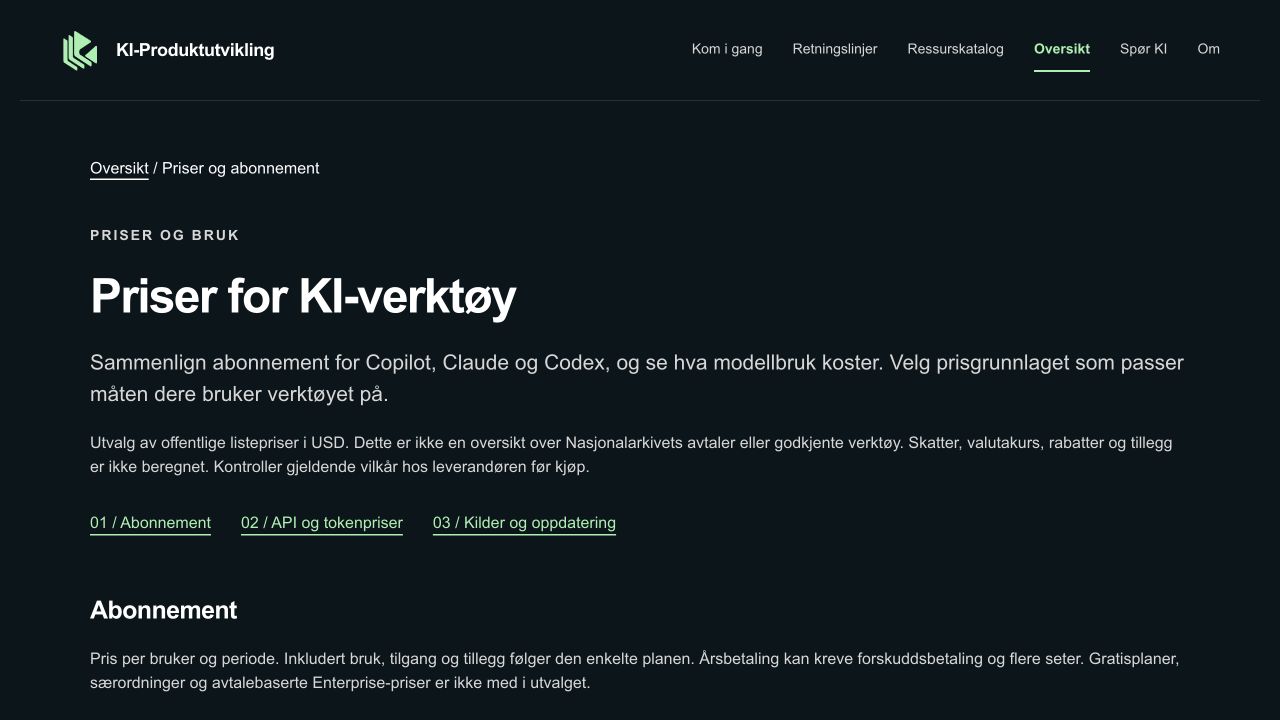 KI-Produktutvikling
Kom i gang
Retningslinjer
Ressurskatalog
Oversikt
Spør KI
Om
Oversikt / Priser og abonnement
PRISER OG BRUK
Priser for KI-verktøy
Sammenlign abonnement for Copilot, Claude og Codex, og se hva modellbruk koster. Velg prisgrunnlaget som passer
måten dere bruker verktøyet på.
Utvalg av offentlige listepriser i USD. Dette er ikke en oversikt over Nasjonalarkivets avtaler eller godkjente verktøy. Skatter, valutakurs, rabatter og tillegg
er ikke beregnet. Kontroller gjeldende vilkår hos leverandøren før kjøp.
01 / Abonnement
02 / API og tokenpriser
03 / Kilder og oppdatering
Abonnement
Pris per bruker og periode. Inkludert bruk, tilgang og tillegg følger den enkelte planen. Årsbetaling kan kreve forskuddsbetaling og flere seter. Gratisplaner,
særordninger og avtalebaserte Enterprise-priser er ikke med i utvalget.